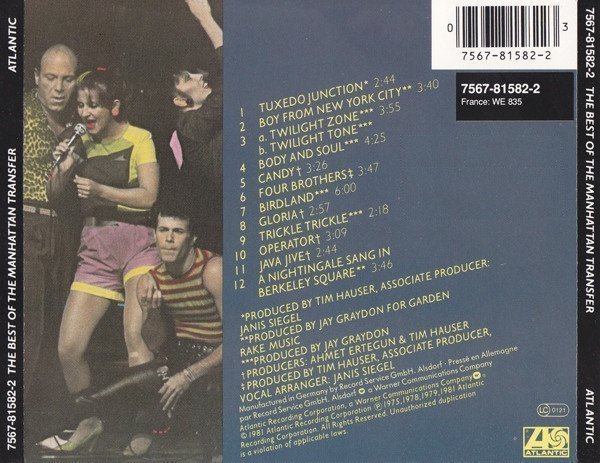 7567-81582-2 THE BEST OF THE MANHATTAN TRANSFER ATLANTIC
0 3
7567-81582-2
7567-81582-2
France: WE 835
1 TUXEDO JUNCTION* 2:44
2 BOY FROM NEW YORK CITY** 3:40
3 a. TWILIGHT ZONE*** 3:55
b. TWILIGHT TONE***
4 BODY AND SOUL*** 4:25
5 CANDY† 3:26
6 FOUR BROTHERS‡ 3:47
7 BIRDLAND*** 6:00
8 GLORIA† 2:57
9 TRICKLE TRICKLE*** 2:18
10 OPERATOR† 3:09
11 JAVA JIVE† 2:44
12 A NIGHTINGALE SANG IN
BERKELEY SQUARE** 3:46
*PRODUCED BY TIM HAUSER, ASSOCIATE PRODUCER:
JANIS SIEGEL
**PRODUCED BY JAY GRAYDON FOR GARDEN
RAKE MUSIC
***PRODUCED BY JAY GRAYDON
†PRODUCERS: AHMET ERTEGUN & TIM HAUSER
‡PRODUCED BY TIM HAUSER, ASSOCIATE PRODUCER,
VOCAL ARRANGER: JANIS SIEGEL
Manufactured in Germany by Record Service GmbH. Alsdorf - Pressé en Allemagne
par Record Service GmbH. Alsdorf a Warner Communications Company
Atlantic Recording Corporation, a Warner Communications Company
© 1981 Atlantic Recording Corporation ℗ 1975, 1978, 1979, 1981 Atlantic
Recording Corporation. Unauthorized duplication
is a violation of applicable laws.
LC 0121
ATLANTIC
7567-81582-2 THE BEST OF THE MANHATTAN TRANSFER ATLANTIC